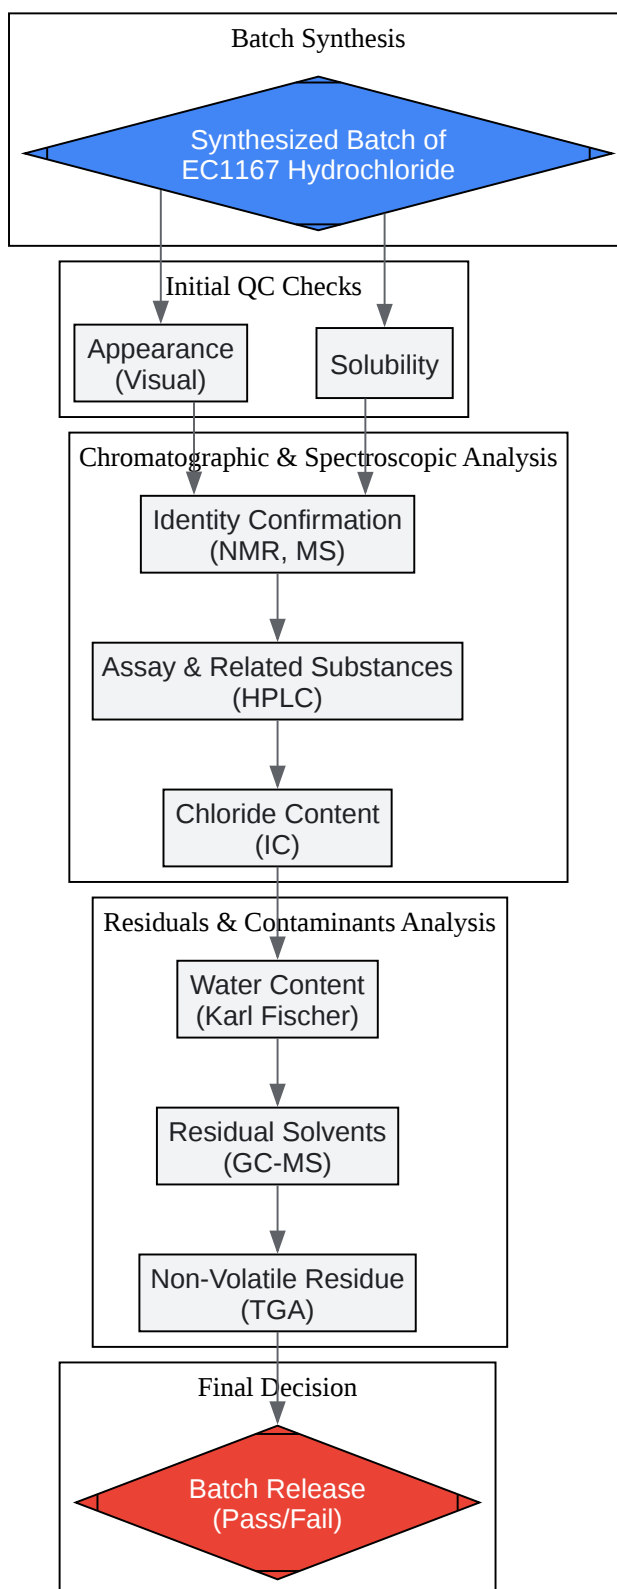 Batch Synthesis
Synthesized Batch of
EC1167 Hydrochloride
Initial QC Checks
Appearance
(Visual)
Solubility
Chromatographic & Spectroscopic Analysis
Identity Confirmation
(NMR, MS)
Assay & Related Substances
(HPLC)
Chloride Content
(IC)
Residuals & Contaminants Analysis
Water Content
(Karl Fischer)
Residual Solvents
(GC-MS)
Non-Volatile Residue
(TGA)
Final Decision
Batch Release
(Pass/Fail)